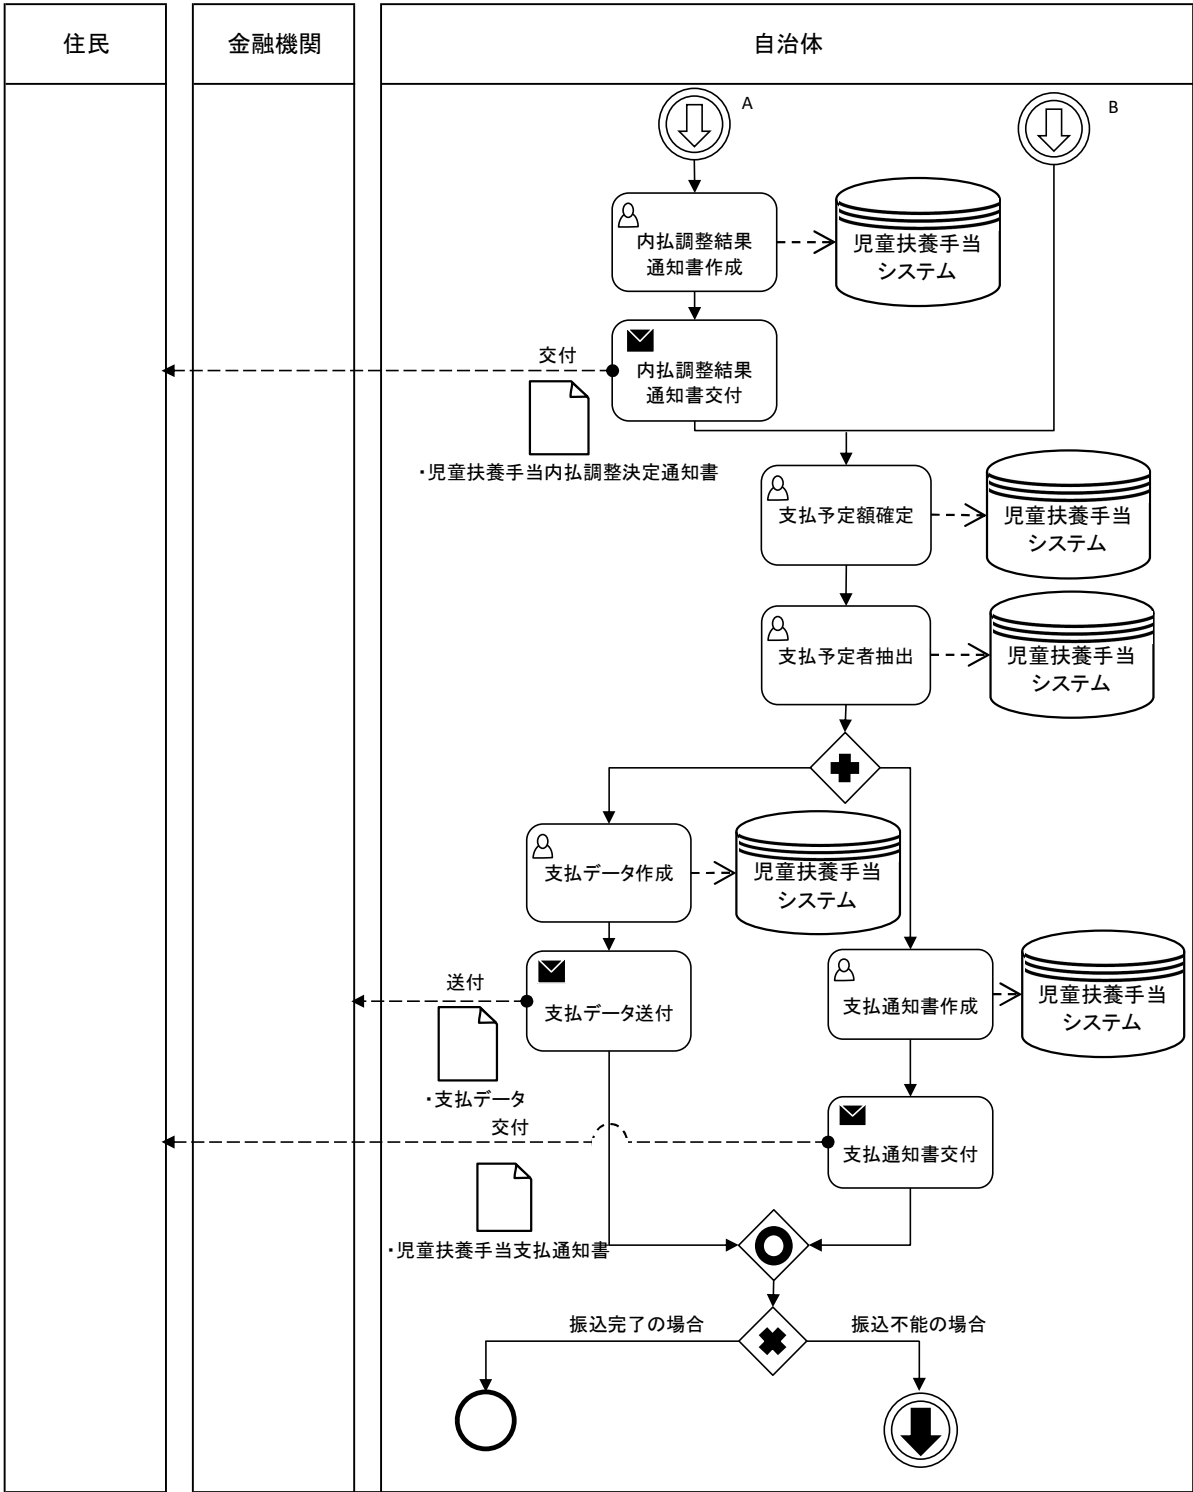 住民
金融機関
自治体
A
B
内払調整結果
通知書作成
児童扶養手当
システム
交付
内払調整結果
通知書交付
・児童扶養手当内払調整決定通知書
支払予定額確定
児童扶養手当
システム
支払予定者抽出
児童扶養手当
システム
支払データ作成
児童扶養手当
システム
送付
支払データ送付
支払通知書作成
児童扶養手当
システム
・支払データ
交付
支払通知書交付
・児童扶養手当支払通知書
振込完了の場合
振込不能の場合